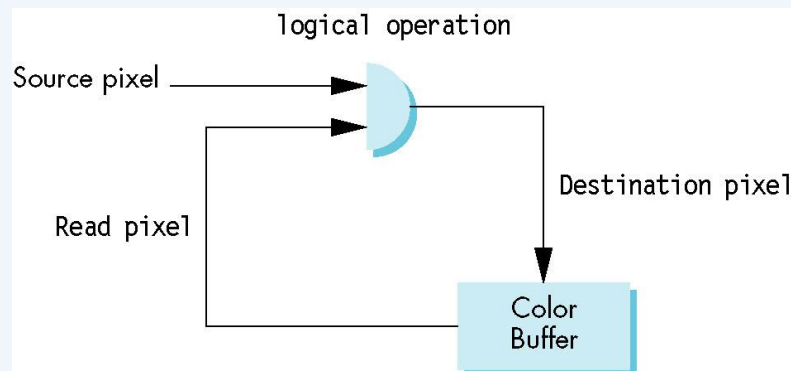 logical operation
Source pixel
Destination pixel
Read pixel
Color
Buffer